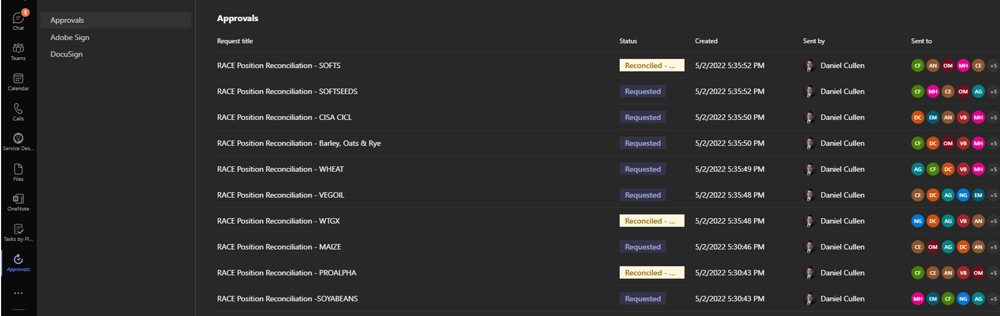 1
Chat
Teams
Calendar
Calls
Service Des...
Files
OneNote
Tasks by Pl...
Approvals
...
Approvals
Adobe Sign
DocuSign
Approvals
Request title Status Created Sent by Sent to
RACE Position Reconciliation - SOFTS Reconciled - ... 5/2/2022 5:35:52 PM Daniel Cullen CF AN OM MH CE +5
RACE Position Reconciliation - SOFTSEEDS Requested 5/2/2022 5:35:52 PM Daniel Cullen CF MH CE OM AG +5
RACE Position Reconciliation - CISA CICL Requested 5/2/2022 5:35:50 PM Daniel Cullen DC EM AN VB MH +5
RACE Position Reconciliation - Barley, Oats & Rye Requested 5/2/2022 5:35:50 PM Daniel Cullen CF DC OM VB MH +5
RACE Position Reconciliation - WHEAT Requested 5/2/2022 5:35:49 PM Daniel Cullen AG CF DC VB MH +5
RACE Position Reconciliation - VEGOIL Requested 5/2/2022 5:35:48 PM Daniel Cullen CE DC AG NG EM +5
RACE Position Reconciliation - WTGX Reconciled - ... 5/2/2022 5:35:48 PM Daniel Cullen NG DC AG VB AN +5
RACE Position Reconciliation - MAIZE Requested 5/2/2022 5:30:46 PM Daniel Cullen CE OM AG DC AN +5
RACE Position Reconciliation - PROALPHA Reconciled - ... 5/2/2022 5:30:43 PM Daniel Cullen CF CE AN VB OM +5
RACE Position Reconciliation -SOYABEANS Requested 5/2/2022 5:30:43 PM Daniel Cullen MH EM CF NG AG +5